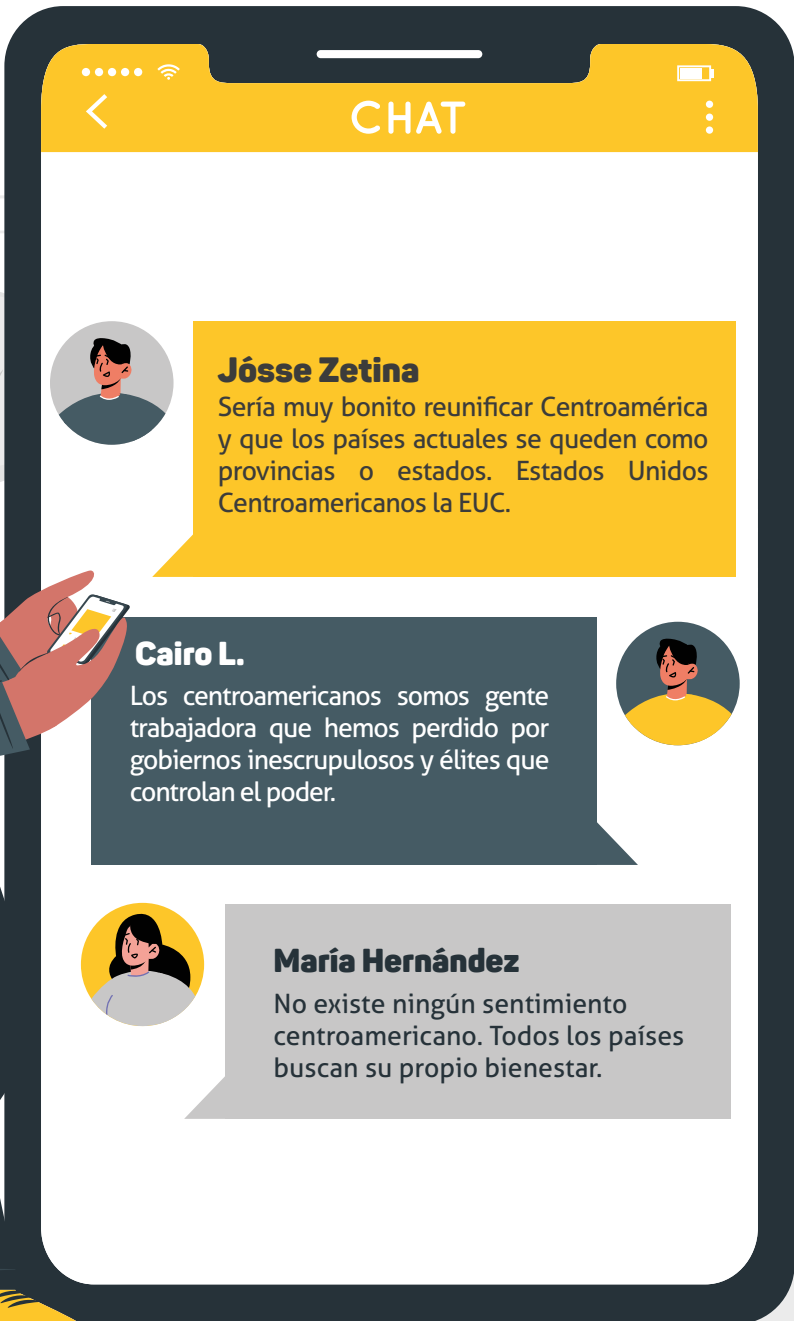 CHAT
Jósse Zetina
Sería muy bonito reunificar Centroamérica
y que los países actuales se queden como
provincias o estados. Estados Unidos
Centroamericanos la EUC.
Cairo L.
Los centroamericanos somos gente
trabajadora que hemos perdido por
gobiernos inescrupulosos y élites que
controlan el poder.
María Hernández
No existe ningún sentimiento
centroamericano. Todos los países
buscan su propio bienestar.